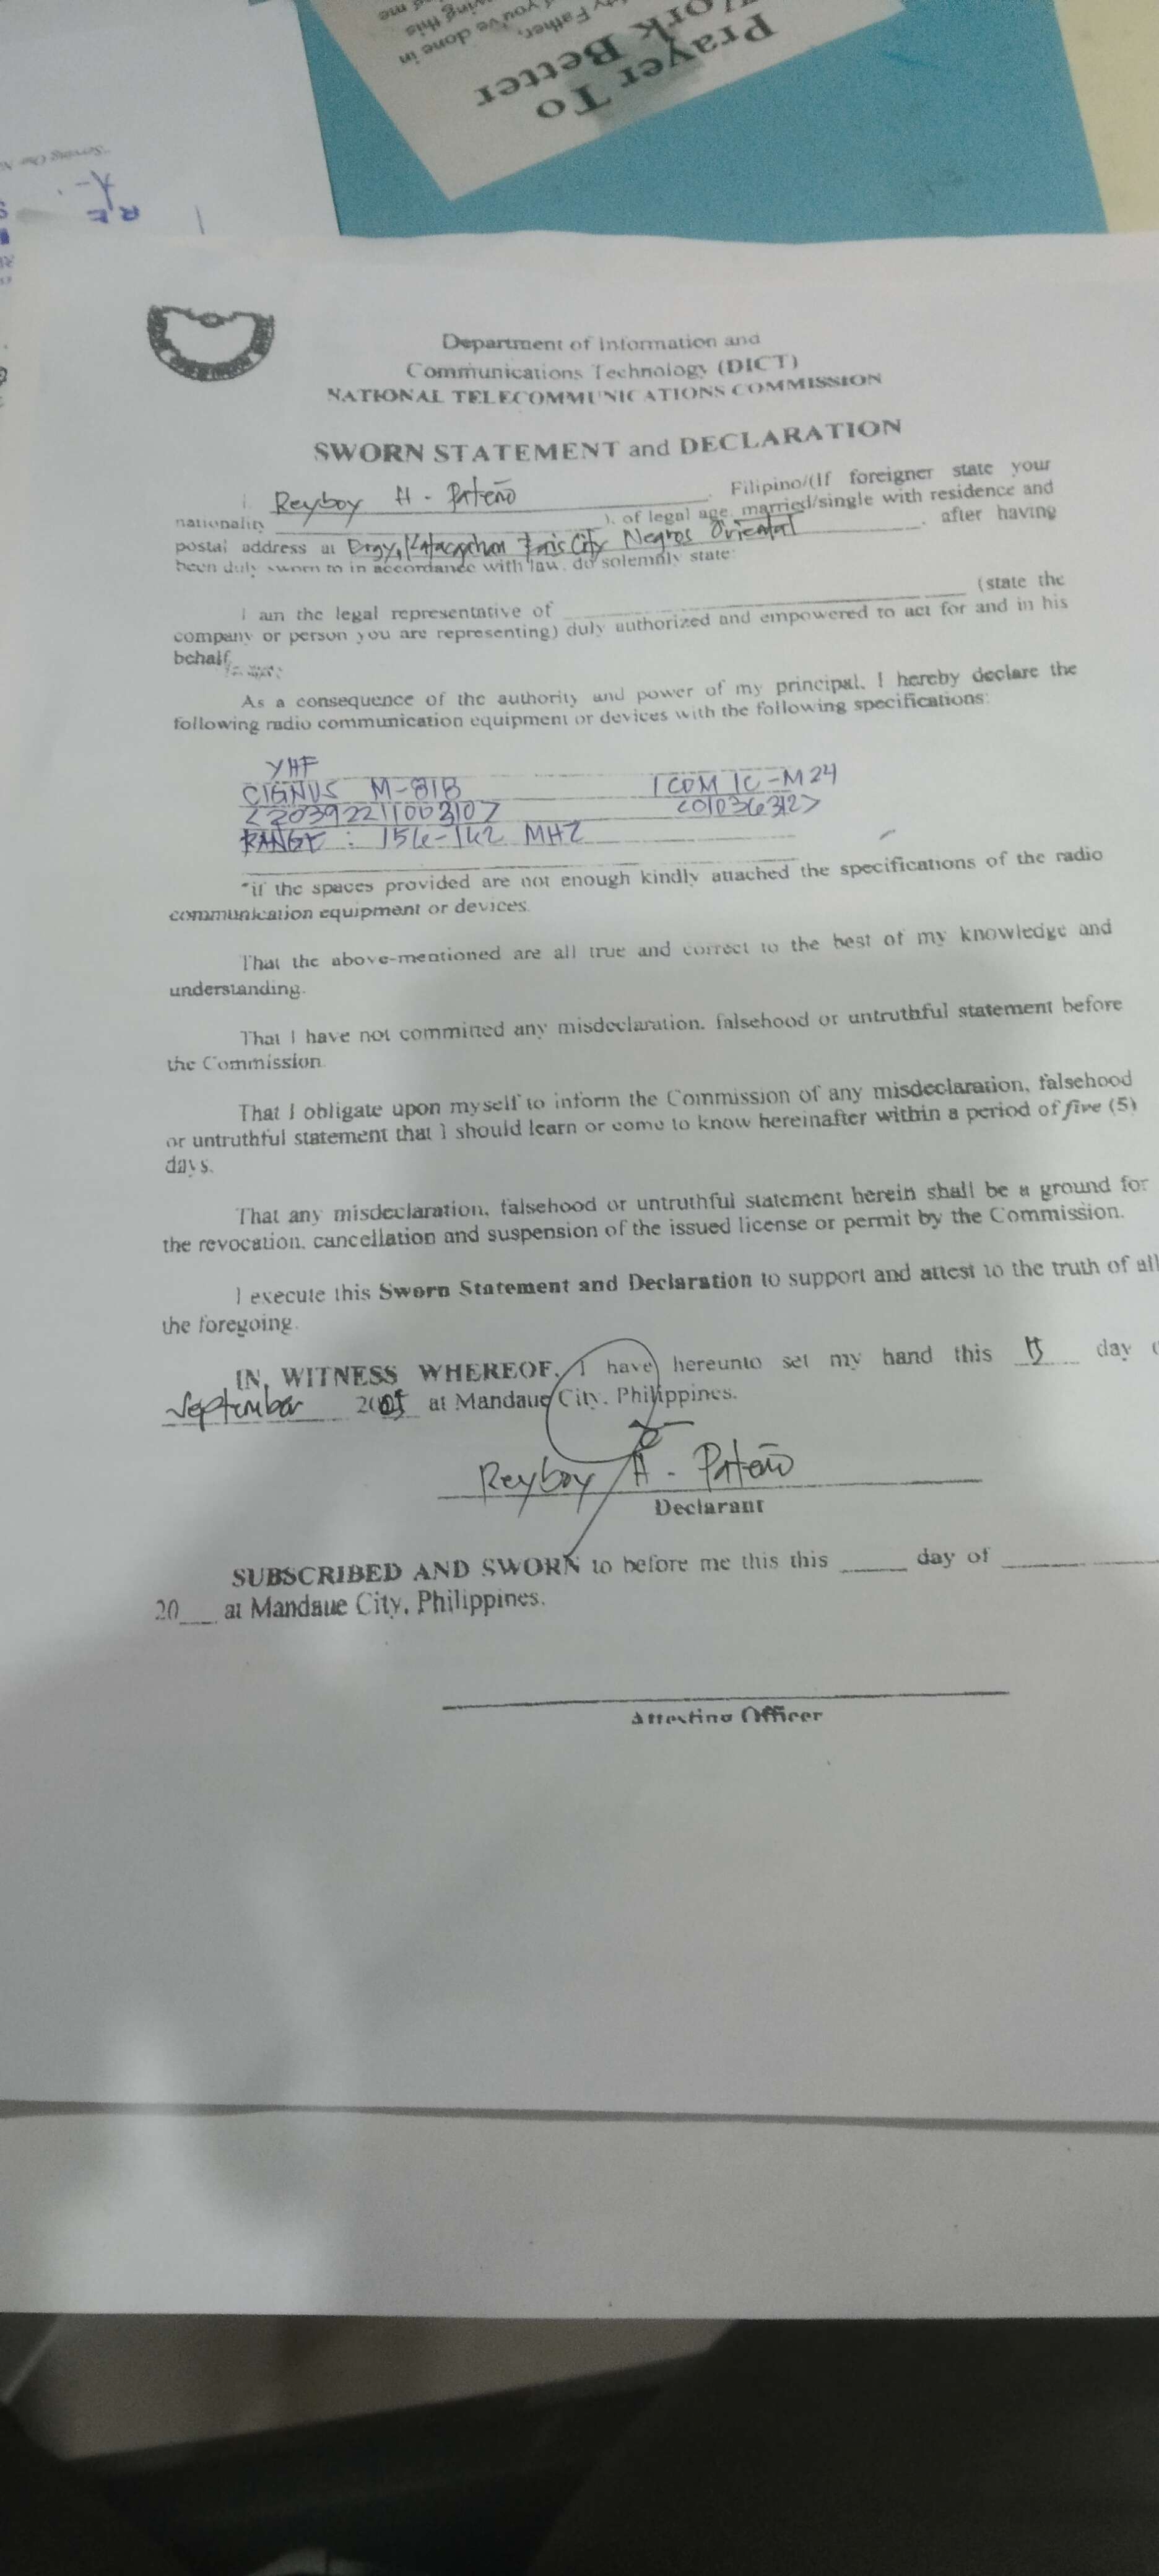 Prayer To
Work Better
Father,
you've done in
this
me
Serving One
Department of Information and
Communications Technology (DICT)
NATIONAL TELECOMMUNICATIONS COMMISSION
SWORN STATEMENT and DECLARATION
I, Reyboy H. Pateño Filipino/(If foreigner state your
nationality ), of legal age, married/single with residence and
postal address at Brgy, City Negros Oriental, after having
been duly sworn to in accordance with law, do solemnly state:
I am the legal representative of (state the
company or person you are representing) duly authorized and empowered to act for and in his
behalf.
As a consequence of the authority and power of my principal, I hereby declare the
following radio communication equipment or devices with the following specifications:
VHF
CIGNUS M-81B ICOM IC-M24
RANGE : 156-162 MHZ
*if the spaces provided are not enough kindly attached the specifications of the radio
communication equipment or devices.
That the above-mentioned are all true and correct to the best of my knowledge and
understanding.
That I have not committed any misdeclaration, falsehood or untruthful statement before
the Commission.
That I obligate upon myself to inform the Commission of any misdeclaration, falsehood
or untruthful statement that I should learn or come to know hereinafter within a period of five (5)
days.
That any misdeclaration, falsehood or untruthful statement herein shall be a ground for
the revocation, cancellation and suspension of the issued license or permit by the Commission.
I execute this Sworn Statement and Declaration to support and attest to the truth of all
the foregoing.
IN WITNESS WHEREOF, I have hereunto set my hand this 15 day
September 20 at Mandaue City, Philippines.
Reyboy H. Pateño
Declarant
SUBSCRIBED AND SWORN to before me this this ____ day of ____
20___ at Mandaue City, Philippines.
Attesting Officer